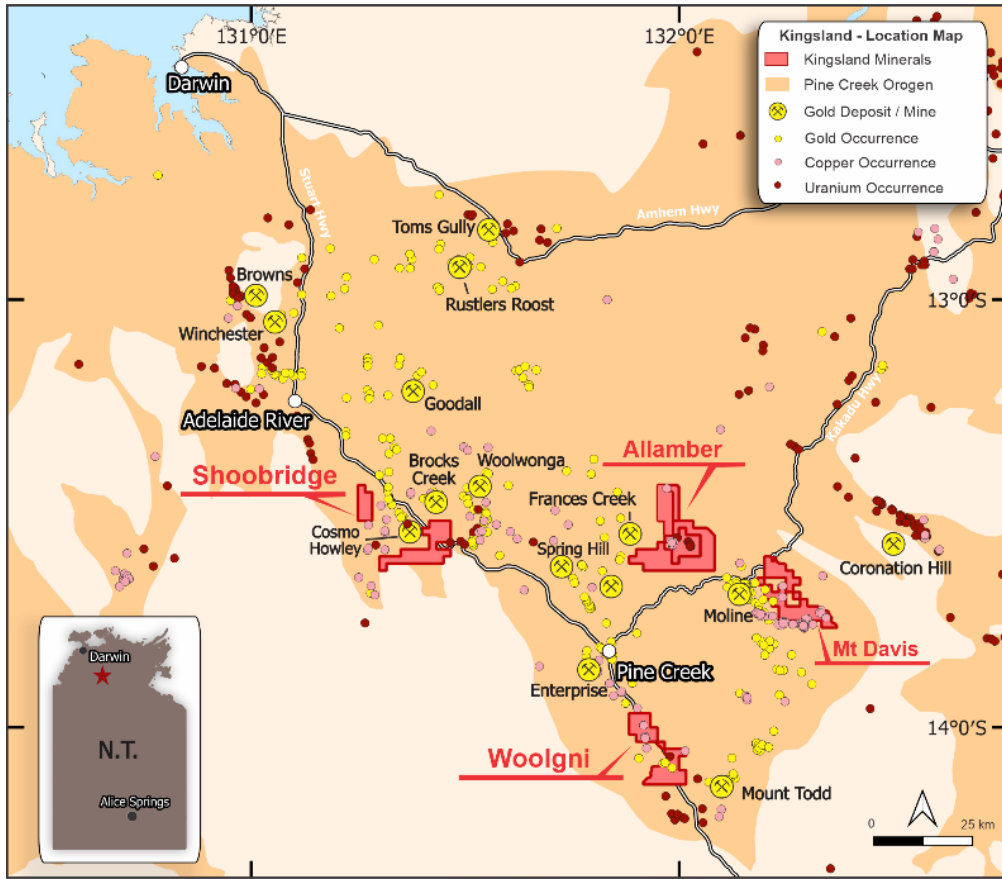 131°0'E
132°0'E
Kingsland - Location Map
Kingsland Minerals
Pine Creek Orogen
Gold Deposit / Mine
Gold Occurrence
Copper Occurrence
Uranium Occurrence
Darwin
Stuart Hwy
Arnhem Hwy
Toms Gully
Rustlers Roost
Browns
Winchester
13°0'S
Kakadu Hwy
Goodall
Adelaide River
Shoobridge
Brocks
Creek
Woolwonga
Allamber
Frances Creek
Cosmo
Howley
Spring Hill
Coronation Hill
Moline
Mt Davis
Pine Creek
Enterprise
14°0'S
Woolgni
Mount Todd
Darwin
N.T.
Alice Springs
0
25 km